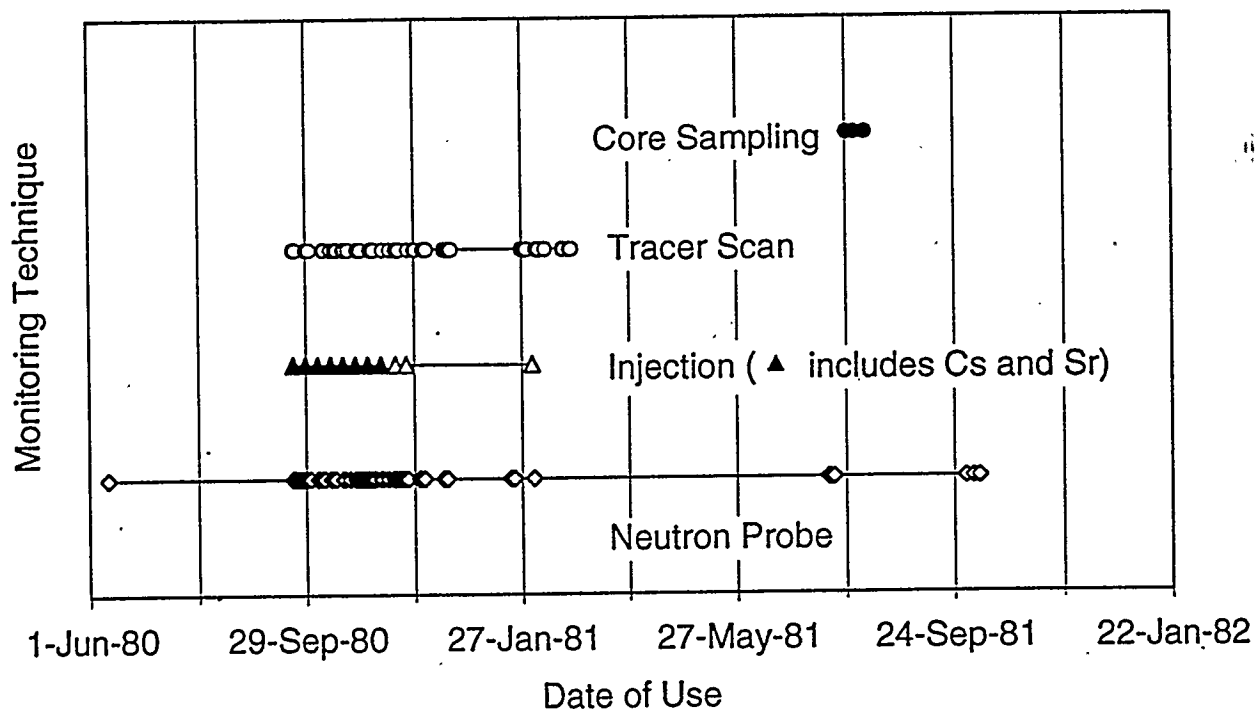 Monitoring Technique
Core Sampling
Tracer Scan
Injection ( ▲ includes Cs and Sr)
Neutron Probe
1-Jun-80 29-Sep-80 27-Jan-81 27-May-81 24-Sep-81 22-Jan-82
Date of Use